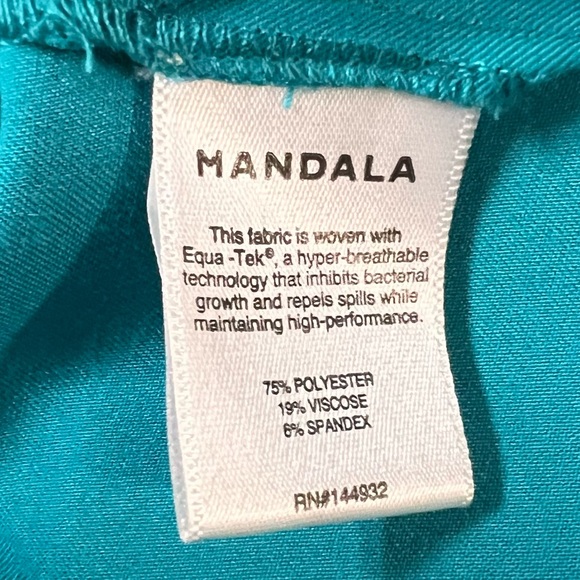 MANDALA
This fabric is woven with
Equa -Tek®, a hyper-breathable
technology that inhibits bacterial
growth and repels spills while
maintaining high-performance.
75% POLYESTER
19% VISCOSE
6% SPANDEX
RN#144932